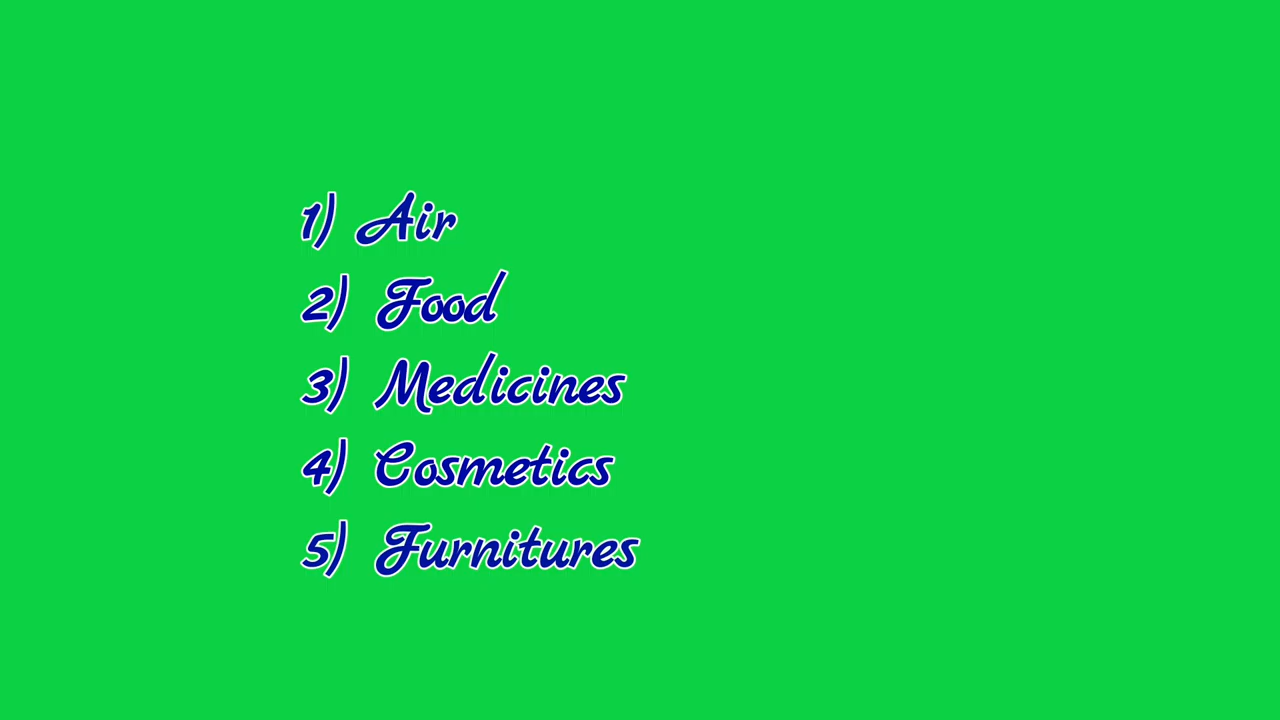 1) Air
2) Food
3) Medicines
4) Cosmetics
5) Furnitures